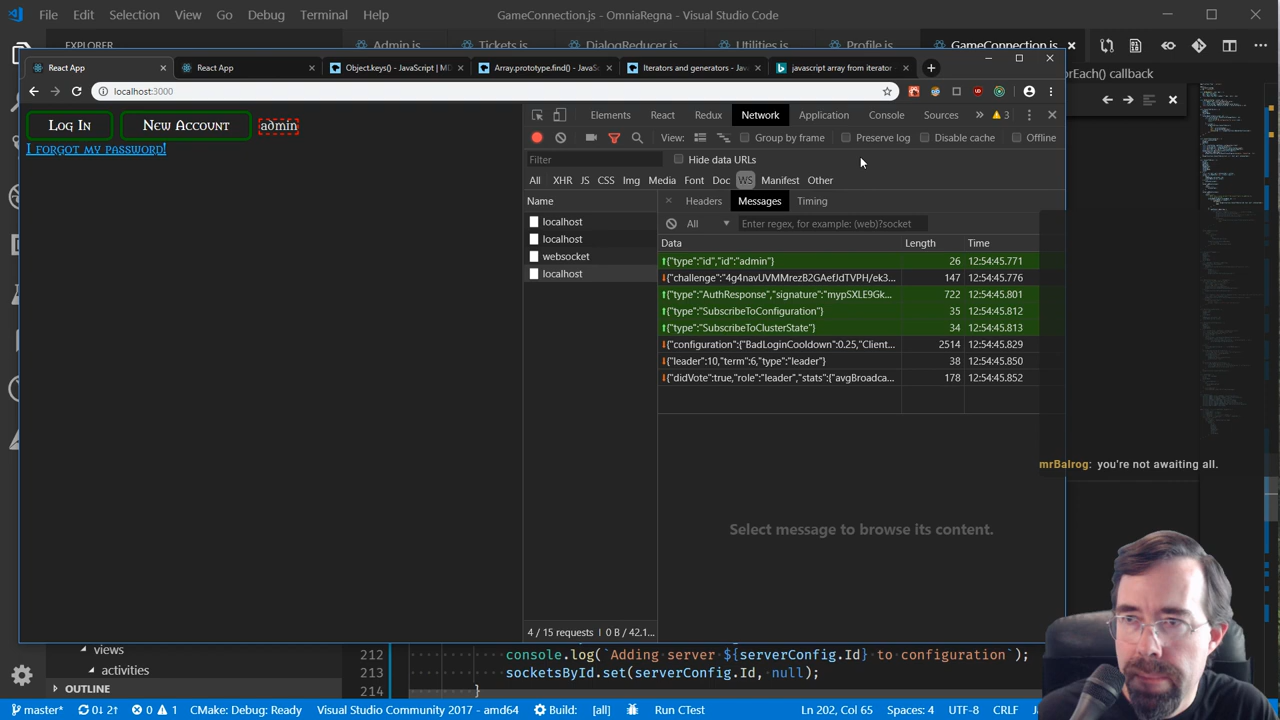 File Edit Selection View Go Debug Terminal Help GameConnection.js - OmniaRegna - Visual Studio Code
EXPLORER Admin.js Tickets.js DialogReducer.js Utilities.js Profile.js GameConnection.js
React App React App Object.keys() - JavaScript | M Array.prototype.find() - JavaSc Iterators and generators - Java javascript array from iterator
orEach() callback
localhost:3000
Log In New Account admin
I forgot my password!
Elements React Redux Network Application Console Sources 3
View: Group by frame Preserve log Disable cache Offline
Filter Hide data URLs
All XHR JS CSS Img Media Font Doc WS Manifest Other
Name Headers Messages Timing
All Enter regex, for example: (web)?socket
localhost
localhost
websocket
localhost
Data Length Time
{"type":"id","id":"admin"} 26 12:54:45.771
{"challenge":"4g4navUVMMrezB2GAefJdTVPH/ek3... 147 12:54:45.776
{"type":"AuthResponse","signature":"mypSXLE9Gk... 722 12:54:45.801
{"type":"SubscribeToConfiguration"} 35 12:54:45.812
{"type":"SubscribeToClusterState"} 34 12:54:45.813
{"configuration":{"BadLoginCooldown":0.25,"Client... 2514 12:54:45.829
{"leader":10,"term":6,"type":"leader"} 38 12:54:45.850
{"didVote":true,"role":"leader","stats":{"avgBroadca... 178 12:54:45.852
mrBalrog: you're not awaiting all.
Select message to browse its content.
4 / 15 requests | 0 B / 42.1...
views
activities
OUTLINE
212 console.log(`Adding server ${serverConfig.Id} to configuration`);
213 socketsById.set(serverConfig.Id, null);
214 }
master* 0↓ 2↑ 0 1 CMake: Debug: Ready Visual Studio Community 2017 - amd64 Build: [all] Run CTest Ln 202, Col 65 Spaces: 4 UTF-8 CRLF